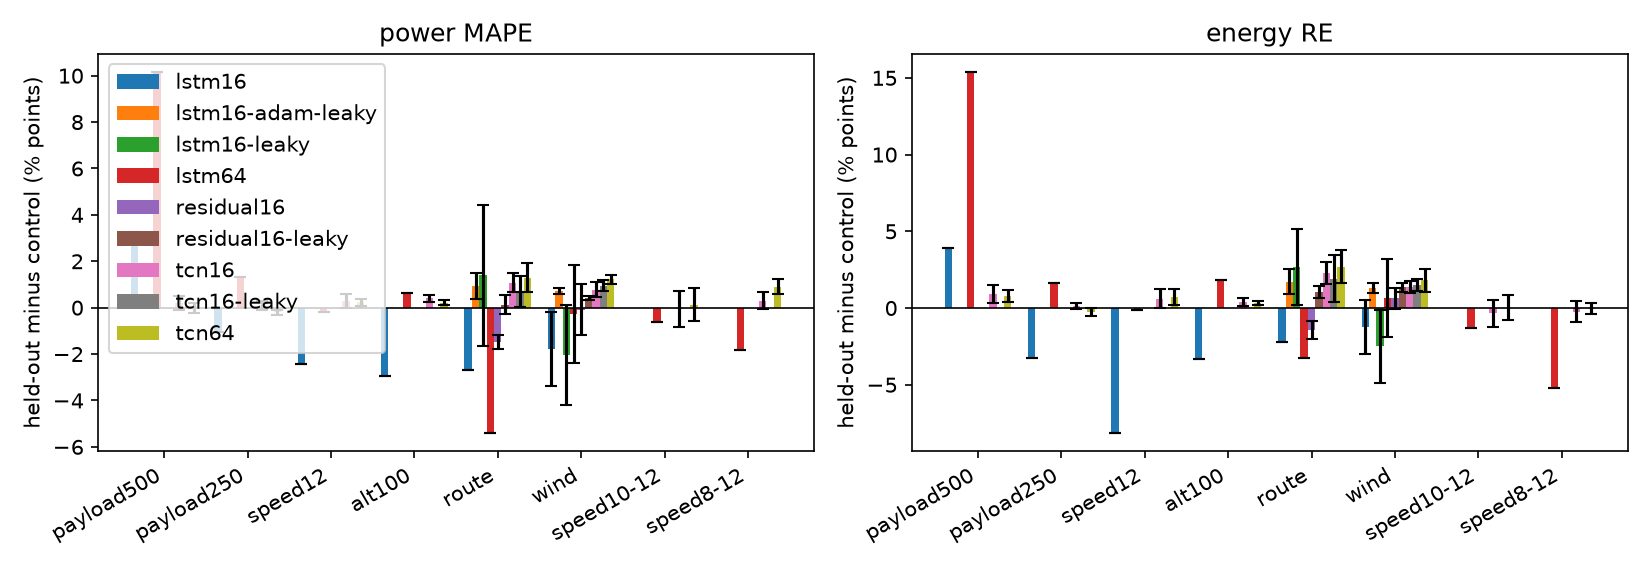 power MAPE
held-out minus control (% points)
10
8
6
4
2
0
−2
−4
−6
lstm16
lstm16-adam-leaky
lstm16-leaky
lstm64
residual16
residual16-leaky
tcn16
tcn16-leaky
tcn64
payload500
payload250
speed12
alt100
route
wind
speed10-12
speed8-12
energy RE
held-out minus control (% points)
15
10
5
0
−5
payload500
payload250
speed12
alt100
route
wind
speed10-12
speed8-12